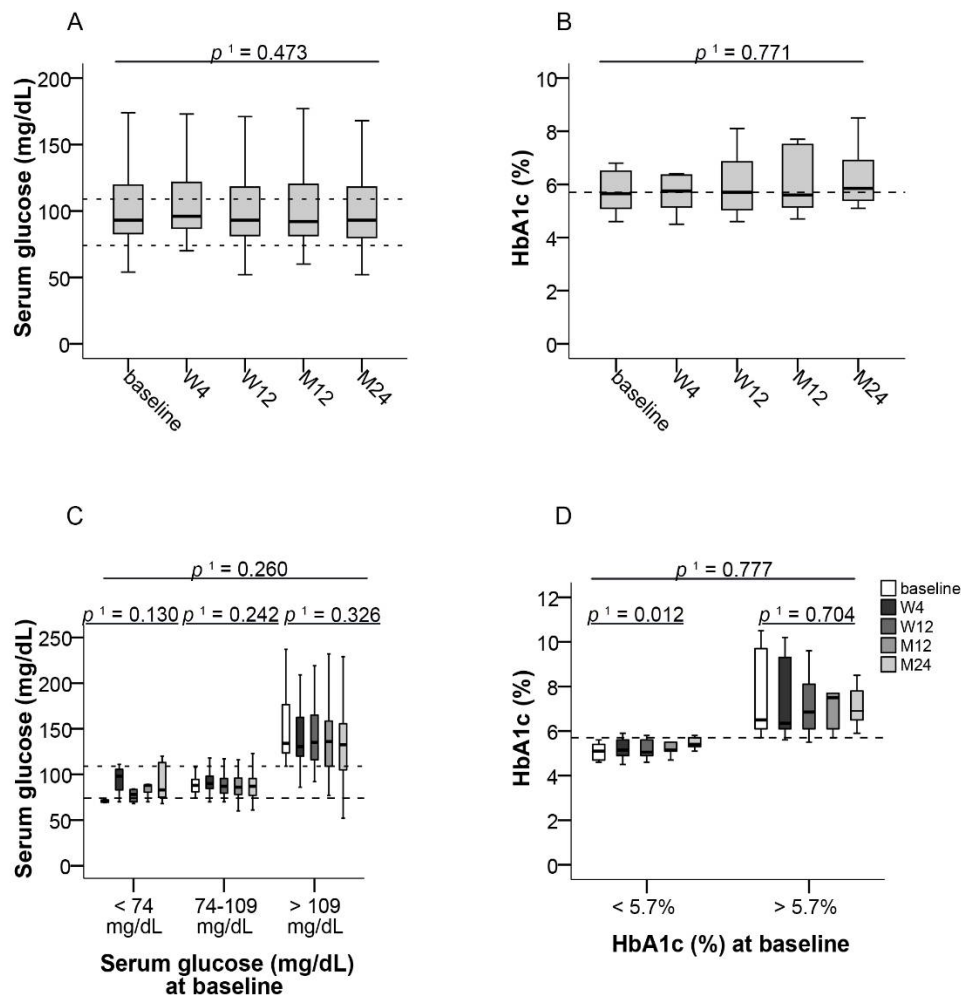 A
p ¹ = 0.473
Serum glucose (mg/dL)
200
150
100
50
0
baseline
W4
W12
M12
M24
B
p ¹ = 0.771
HbA1c (%)
10
8
6
4
2
0
baseline
W4
W12
M12
M24
C
p ¹ = 0.260
p ¹ = 0.130 p ¹ = 0.242 p ¹ = 0.326
Serum glucose (mg/dL)
250
200
150
100
50
0
< 74 mg/dL
74-109 mg/dL
> 109 mg/dL
Serum glucose (mg/dL)
at baseline
D
p ¹ = 0.777
p ¹ = 0.012 p ¹ = 0.704
HbA1c (%)
12
10
8
6
4
2
0
< 5.7%
> 5.7%
HbA1c (%) at baseline
baseline
W4
W12
M12
M24